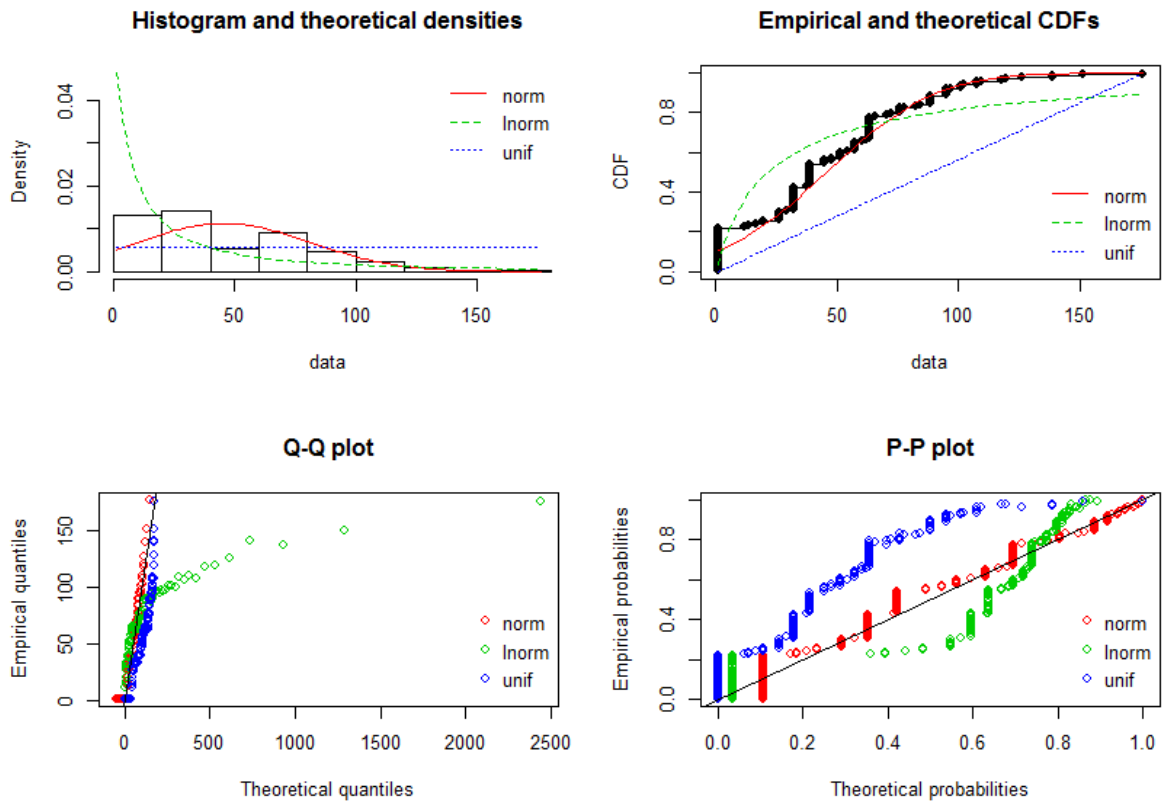 Histogram and theoretical densities
Density
0.00
0.02
0.04
norm
lnorm
unif
0 50 100 150
data
Empirical and theoretical CDFs
CDF
0.0
0.4
0.8
norm
lnorm
unif
0 50 100 150
data
Q-Q plot
Empirical quantiles
0
50
100
150
norm
lnorm
unif
0 500 1000 1500 2000 2500
Theoretical quantiles
P-P plot
Empirical probabilities
0.0
0.4
0.8
norm
lnorm
unif
0.0 0.2 0.4 0.6 0.8 1.0
Theoretical probabilities